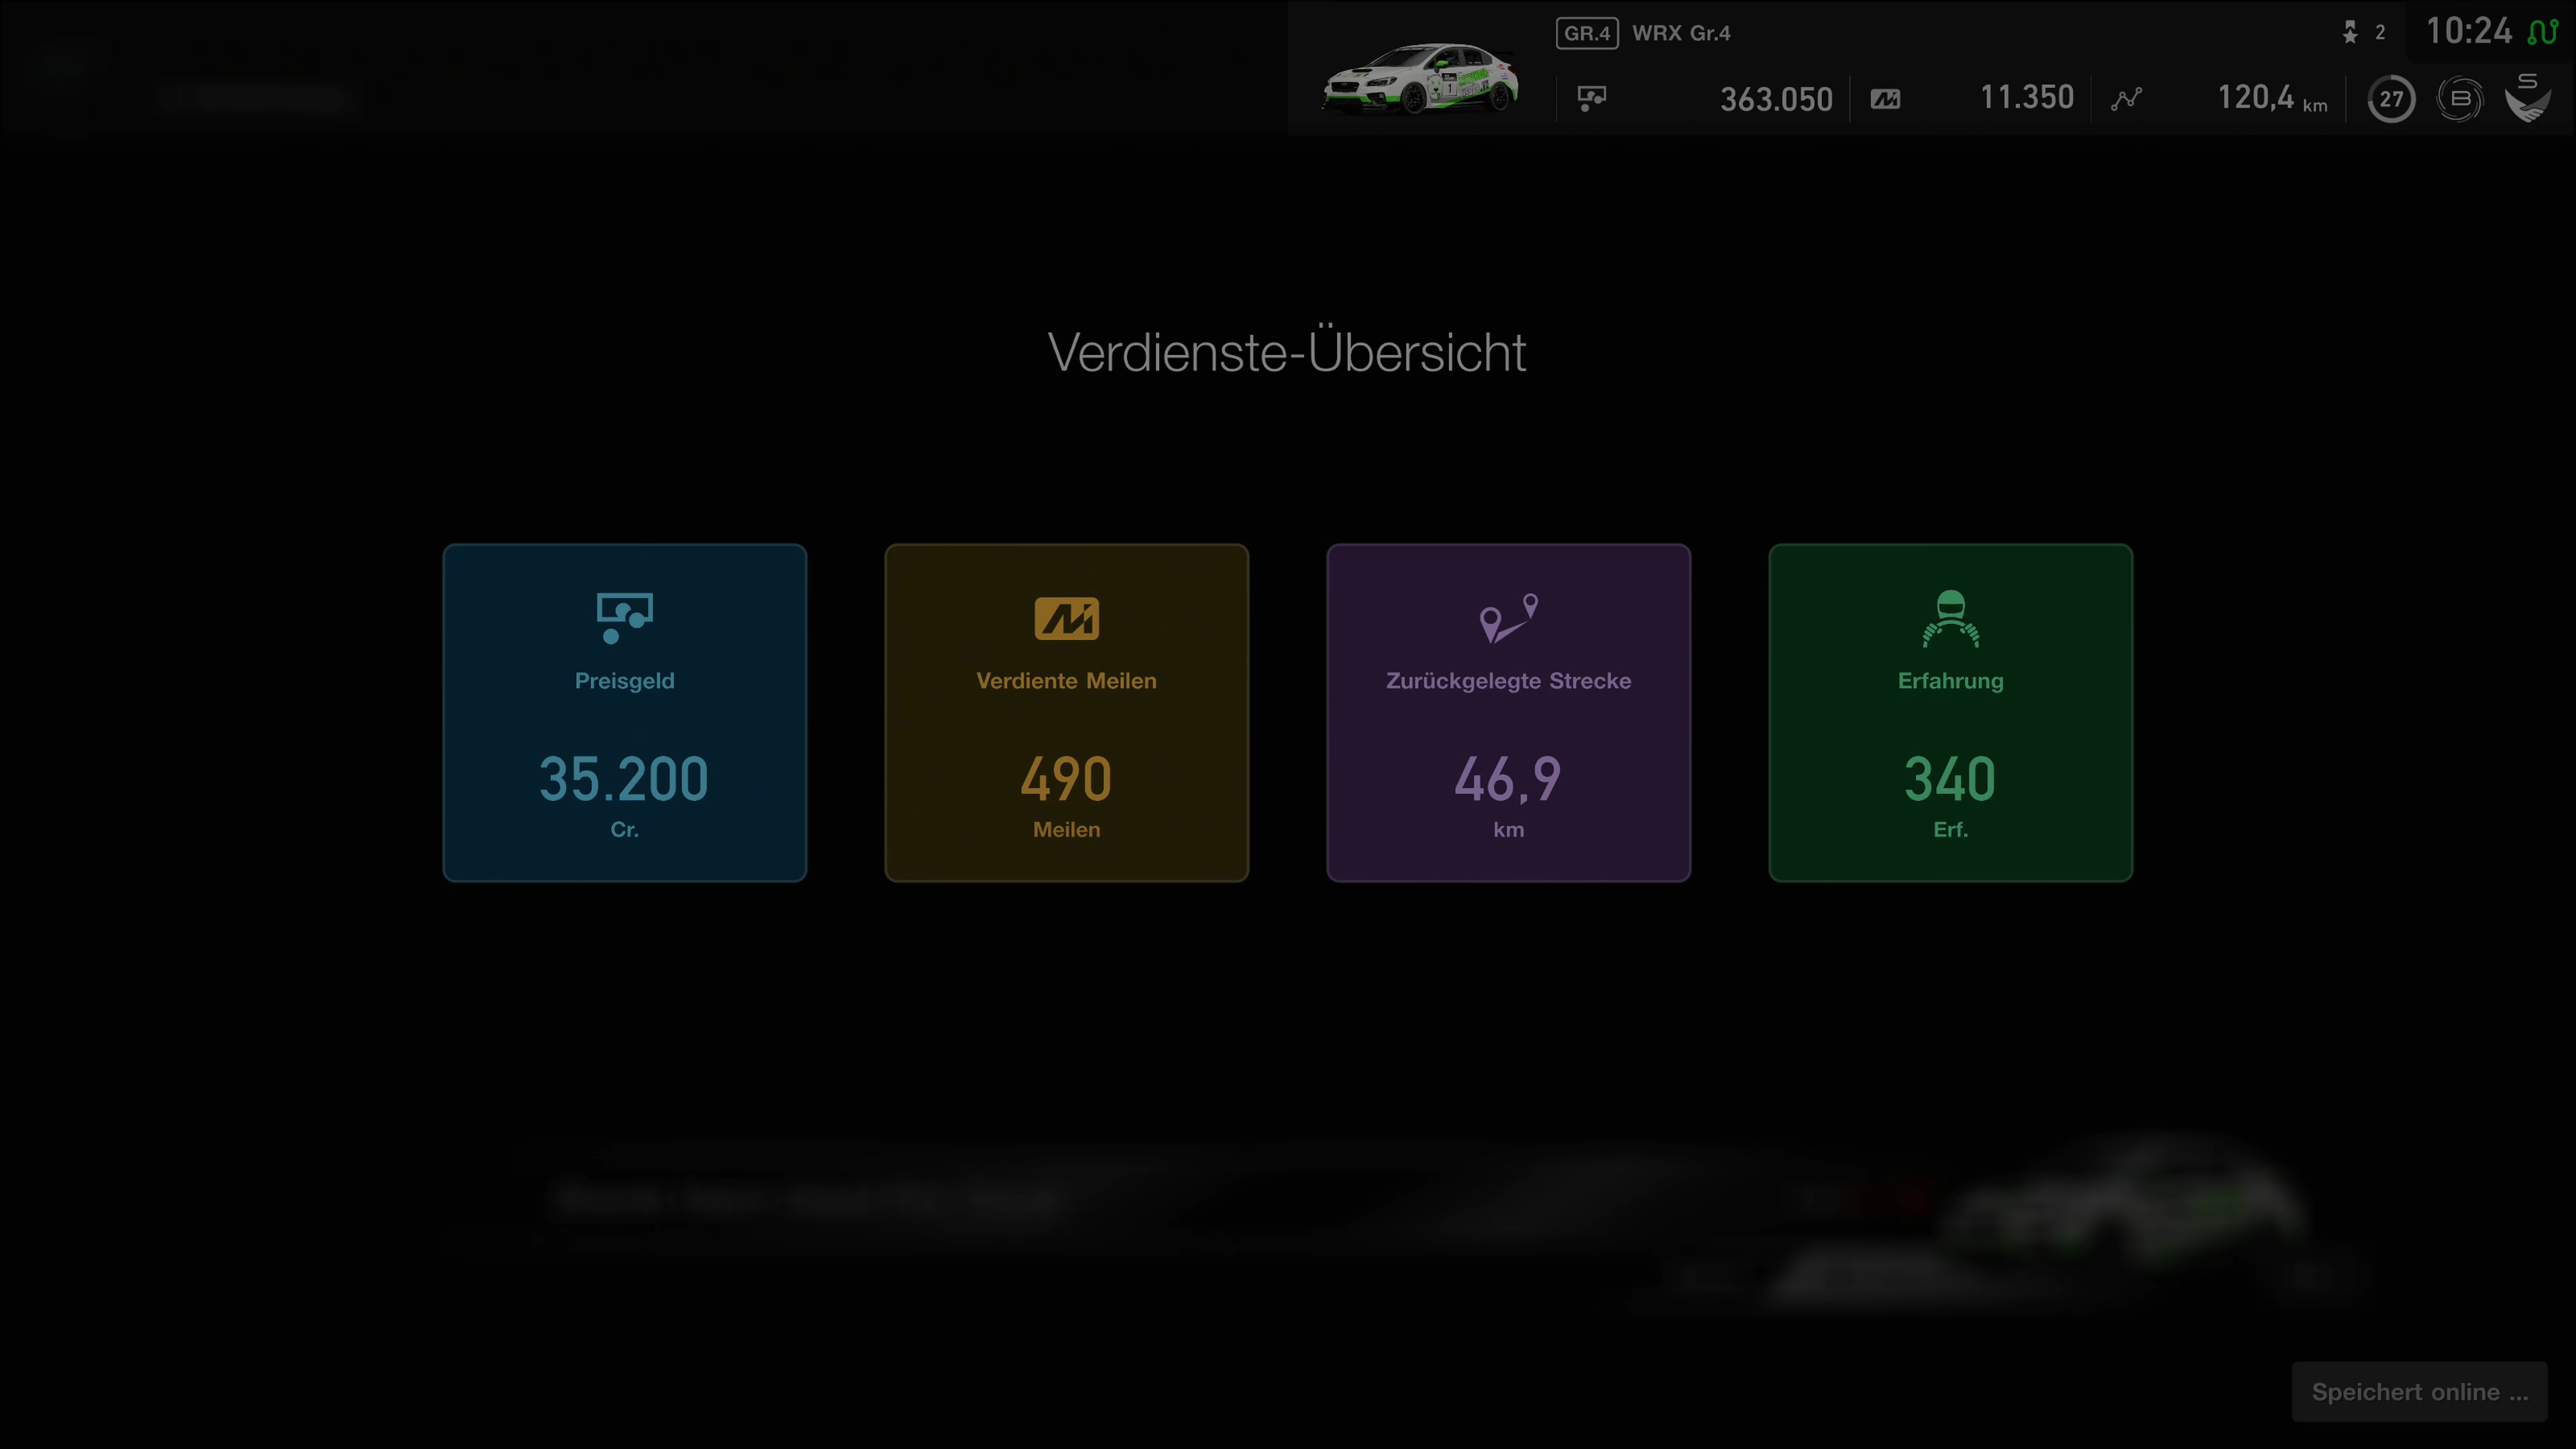 GR.4 WRX Gr.4
2 10:24
363.050 11.350 120,4 km 27 B S
Verdienste-Übersicht
Preisgeld
35.200
Cr.
Verdiente Meilen
490
Meilen
Zurückgelegte Strecke
46,9
km
Erfahrung
340
Erf.
Speichert online ...